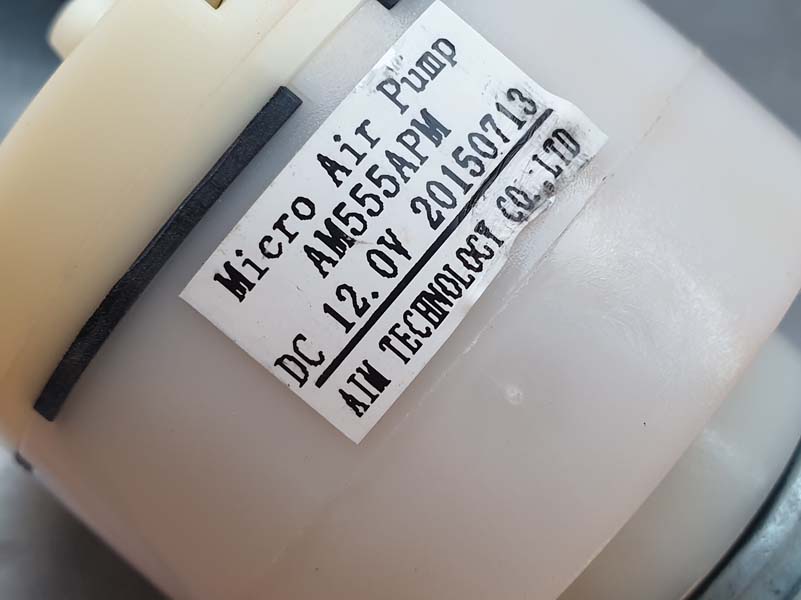 Micro Air Pump
AM555APM
DC 12.0V 20150713
AIM TECHNOLOGY CO.,LTD